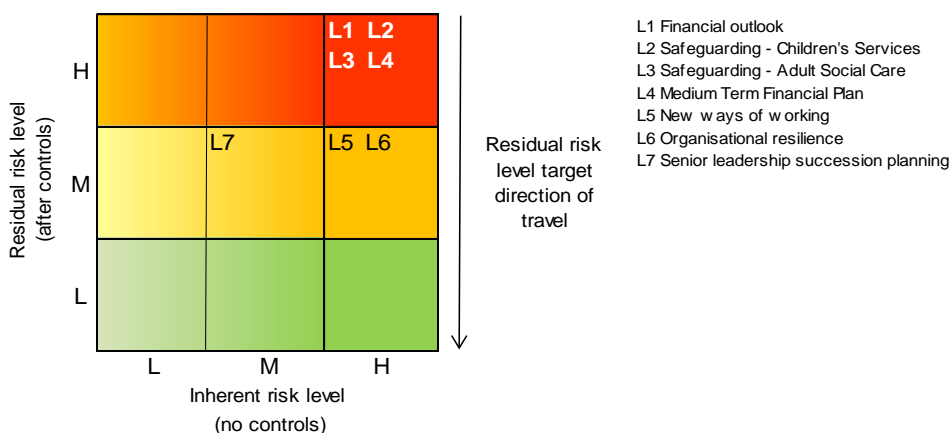 L1 L2
L3 L4
H
L7
L5 L6
M
L
L
M
H
Residual risk level
(after controls)
Inherent risk level
(no controls)
Residual risk
level target
direction of
travel
L1 Financial outlook
L2 Safeguarding - Children's Services
L3 Safeguarding - Adult Social Care
L4 Medium Term Financial Plan
L5 New ways of working
L6 Organisational resilience
L7 Senior leadership succession planning